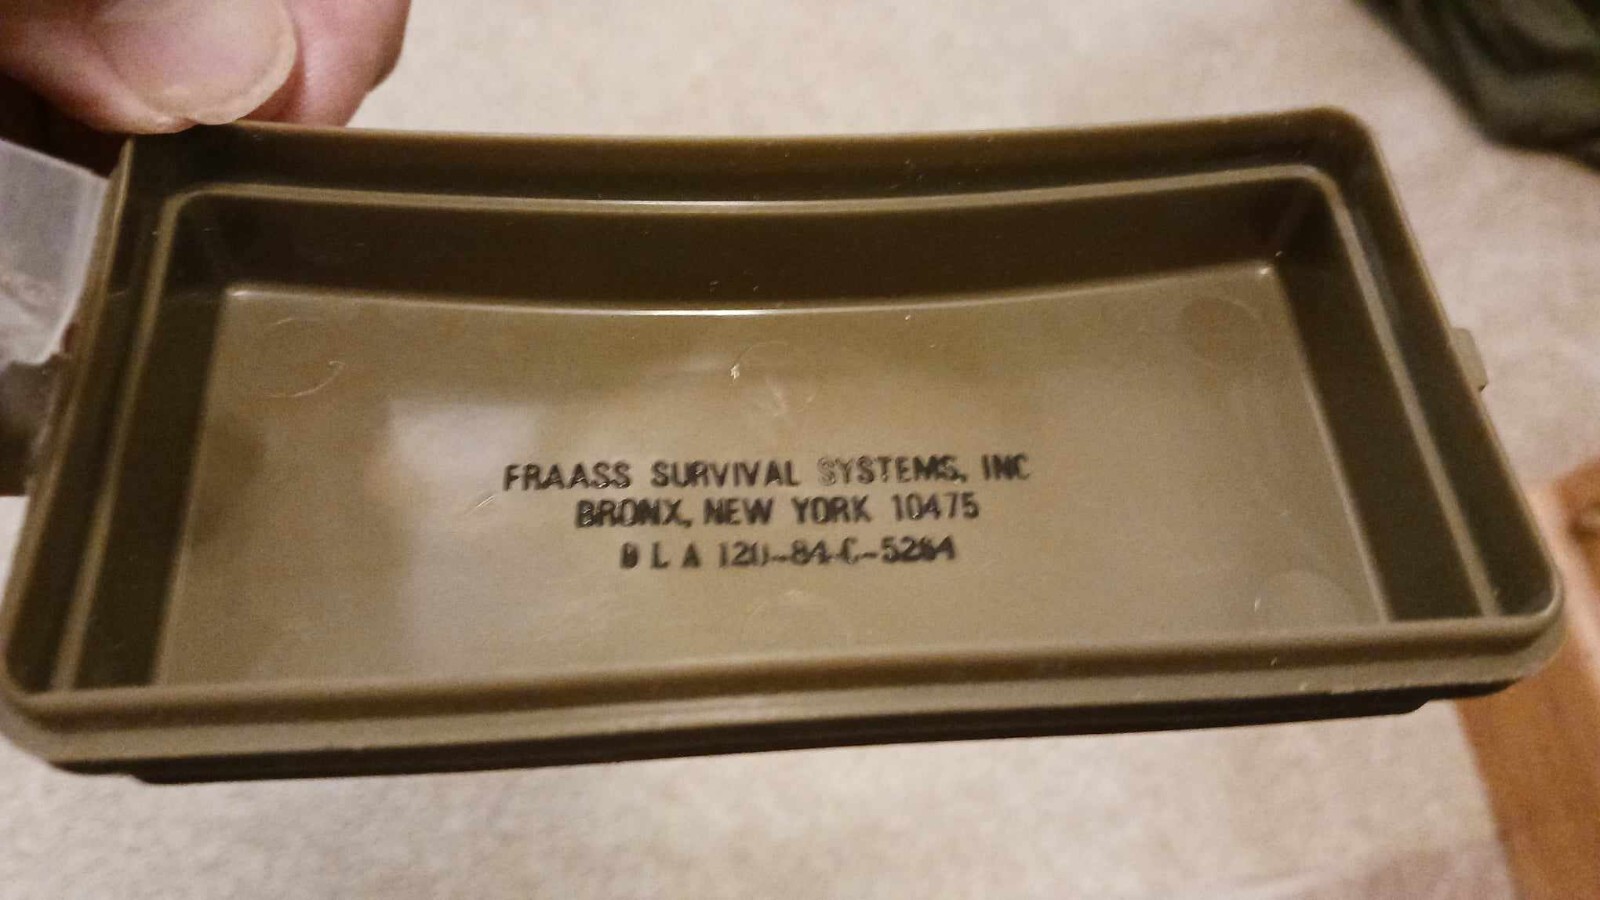 FRAASS SURVIVAL SYSTEMS, INC
BRONX, NEW YORK 10475
D L A 120-84-C-5264